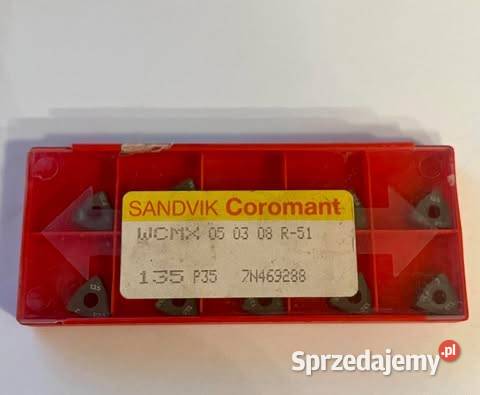 SANDVIK Coromant
WCMX 05 03 08 R-51
135 P35 7N469288
Sprzedajemy.pl